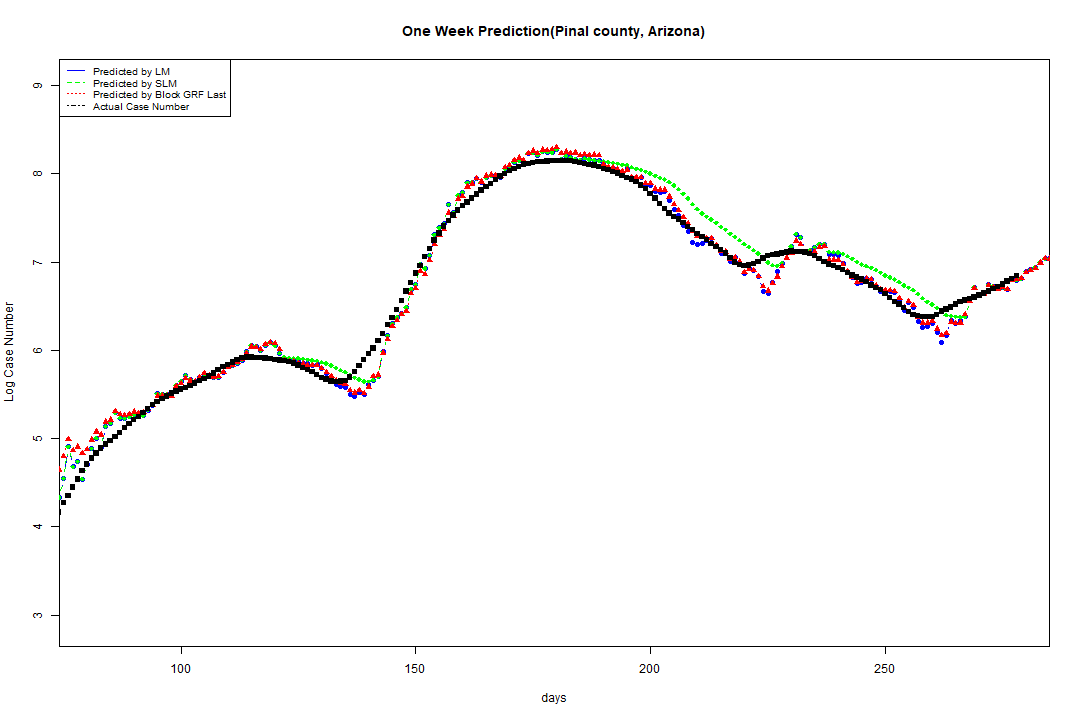 One Week Prediction(Pinal county, Arizona)
Predicted by LM
Predicted by SLM
Predicted by Block GRF Last
Actual Case Number
9
8
7
6
5
4
3
Log Case Number
100
150
200
250
days